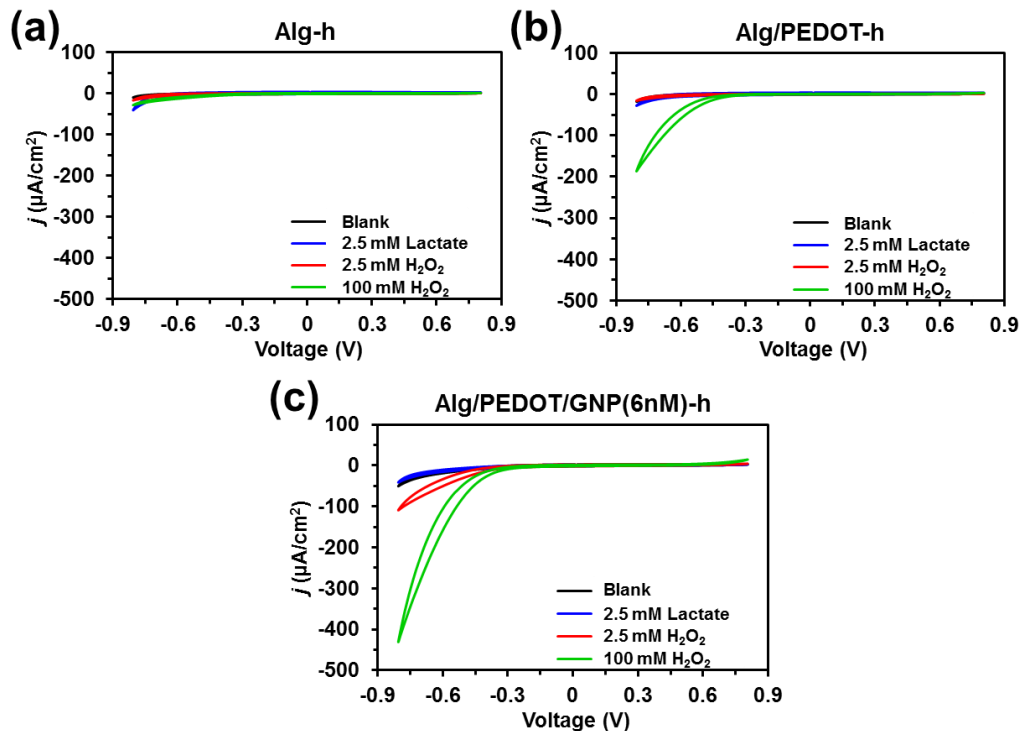 (a)
Alg-h
j (µA/cm²)
100
0
-100
-200
-300
-400
-500
Blank
2.5 mM Lactate
2.5 mM H₂O₂
100 mM H₂O₂
-0.9 -0.6 -0.3 0 0.3 0.6 0.9
Voltage (V)
(b)
Alg/PEDOT-h
j (µA/cm²)
100
0
-100
-200
-300
-400
-500
Blank
2.5 mM Lactate
2.5 mM H₂O₂
100 mM H₂O₂
-0.9 -0.6 -0.3 0 0.3 0.6 0.9
Voltage (V)
(c)
Alg/PEDOT/GNP(6nM)-h
j (µA/cm²)
100
0
-100
-200
-300
-400
-500
Blank
2.5 mM Lactate
2.5 mM H₂O₂
100 mM H₂O₂
-0.9 -0.6 -0.3 0 0.3 0.6 0.9
Voltage (V)